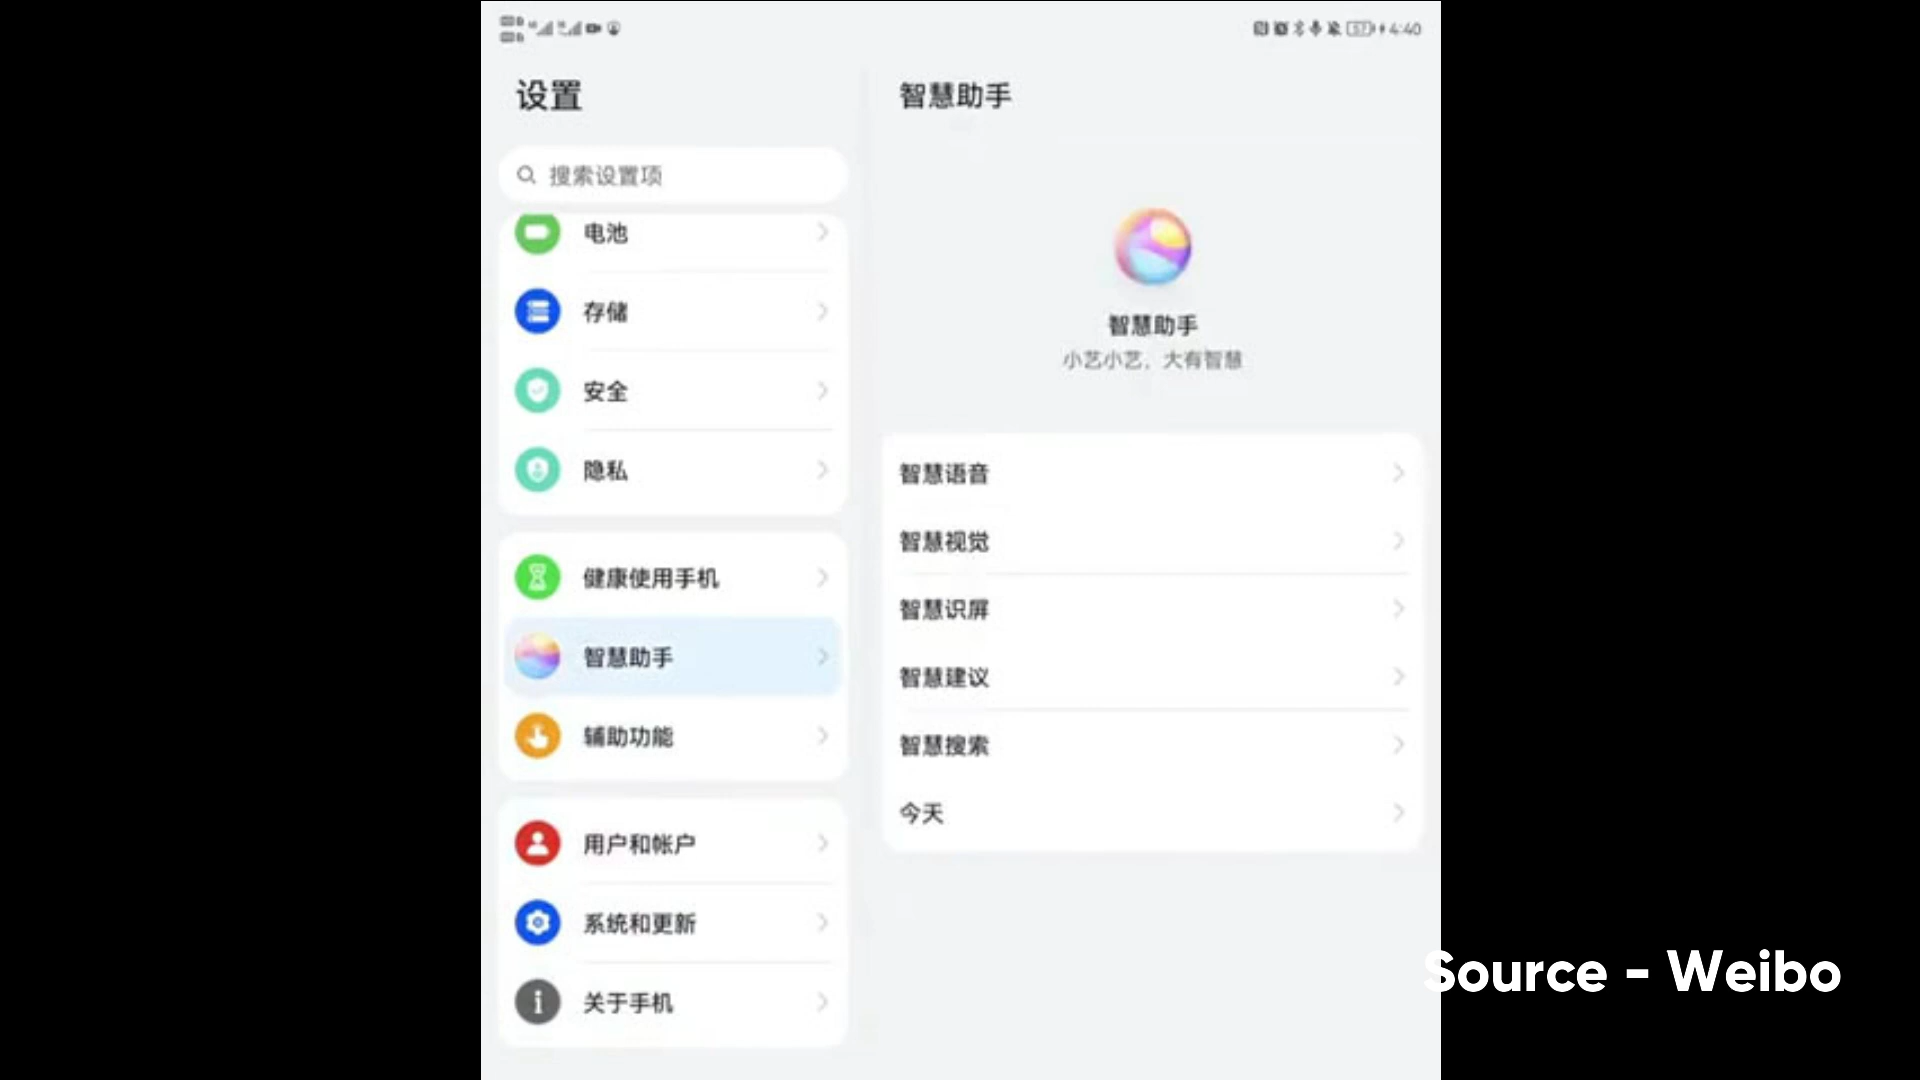 4:40
设置
搜索设置项
电池
存储
安全
隐私
健康使用手机
智慧助手
辅助功能
用户和帐户
系统和更新
关于手机
智慧助手
智慧助手
小艺小艺，大有智慧
智慧语音
智慧视觉
智慧识屏
智慧建议
智慧搜索
今天
Source - Weibo